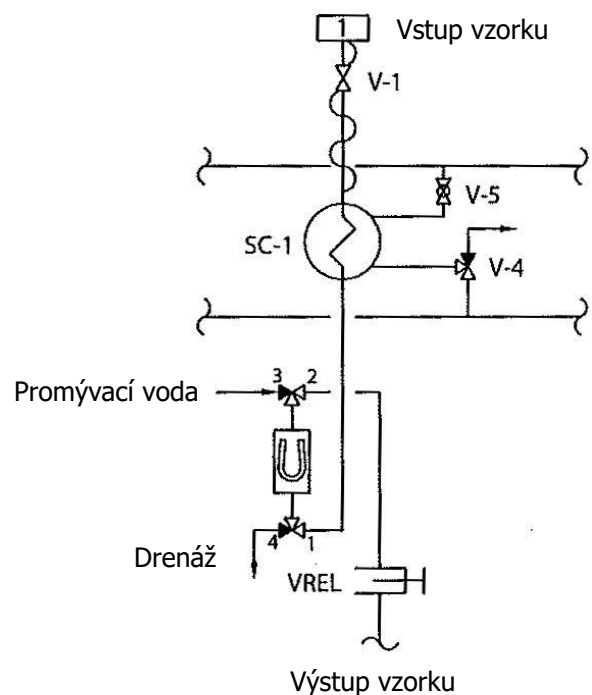 1 Vstup vzorku
V-1
V-5
SC-1
V-4
3 2
Promývací voda
4 1
Drenáž
VREL
Výstup vzorku